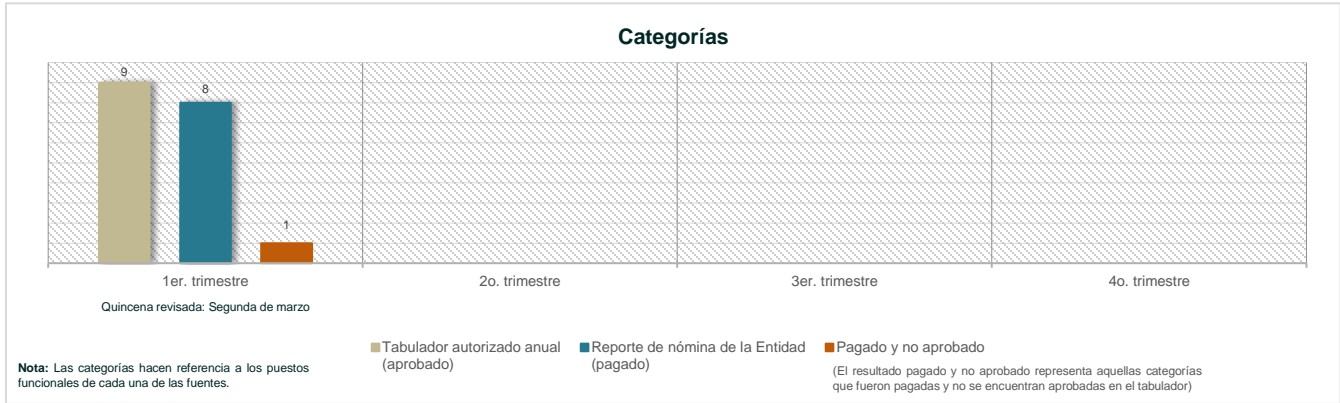 Categorías
9
8
1
1er. trimestre
2o. trimestre
3er. trimestre
4o. trimestre
Quincena revisada: Segunda de marzo
Tabulador autorizado anual
(aprobado)
Reporte de nómina de la Entidad
(pagado)
Pagado y no aprobado
(El resultado pagado y no aprobado representa aquellas categorías
que fueron pagadas y no se encuentran aprobadas en el tabulador)
Nota: Las categorías hacen referencia a los puestos
funcionales de cada una de las fuentes.